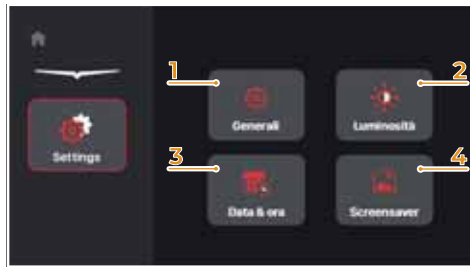 1
2
Generali
Luminosità
Settings
3
4
Data & ora
Screensaver